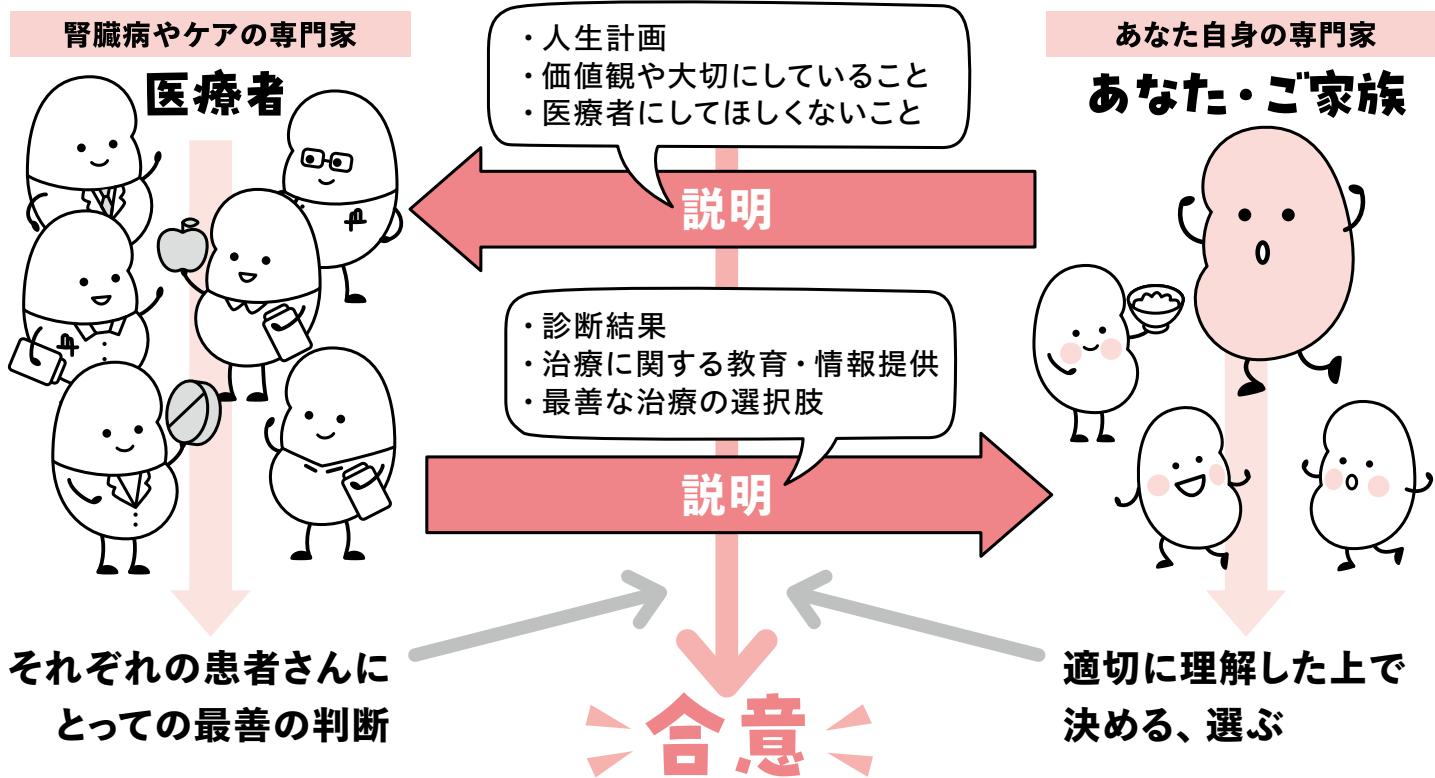 腎臓病やケアの専門家
医療者
・人生計画
・価値観や大切にしていること
・医療者にしてほしくないこと
あなた自身の専門家
あなた・ご家族
説明
・診断結果
・治療に関する教育・情報提供
・最善な治療の選択肢
説明
それぞれの患者さんに
とっての最善の判断
適切に理解した上で
決める、選ぶ
合意